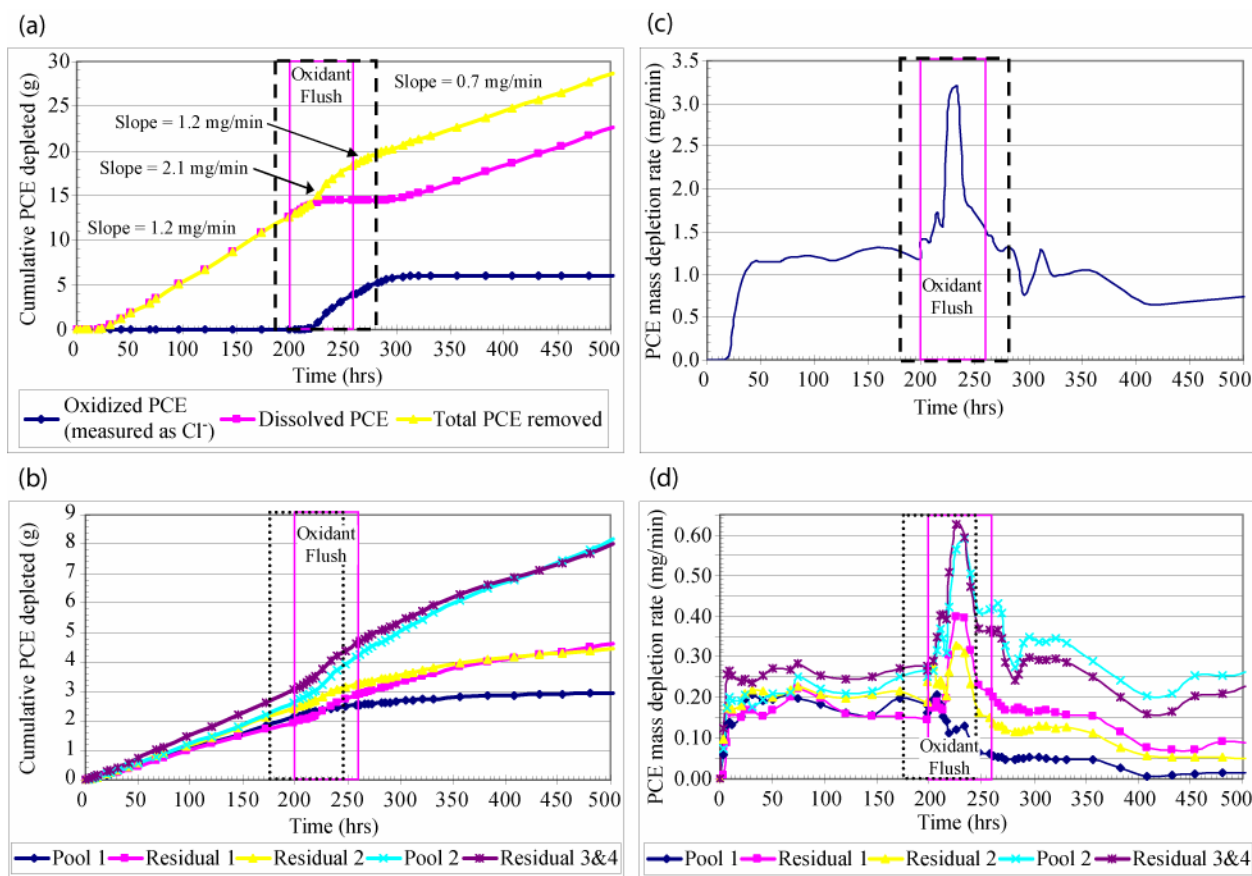 (a)
Cumulative PCE depleted (g)
30
25
20
15
10
5
0
Oxidant
Flush
Slope = 0.7 mg/min
Slope = 1.2 mg/min
Slope = 2.1 mg/min
Slope = 1.2 mg/min
0 50 100 150 200 250 300 350 400 450 500
Time (hrs)
Oxidized PCE
(measured as Cl⁻)
Dissolved PCE
Total PCE removed
(c)
PCE mass depletion rate (mg/min)
3.5
3.0
2.5
2.0
1.5
1.0
0.5
0.0
Oxidant
Flush
0 50 100 150 200 250 300 350 400 450 500
Time (hrs)
(b)
Cumulative PCE depleted (g)
9
8
7
6
5
4
3
2
1
0
Oxidant
Flush
0 50 100 150 200 250 300 350 400 450 500
Time (hrs)
Pool 1 Residual 1 Residual 2 Pool 2 Residual 3&4
(d)
PCE mass depletion rate (mg/min)
0.60
0.50
0.40
0.30
0.20
0.10
0.00
Oxidant
Flush
0 50 100 150 200 250 300 350 400 450 500
Time (hrs)
Pool 1 Residual 1 Residual 2 Pool 2 Residual 3&4